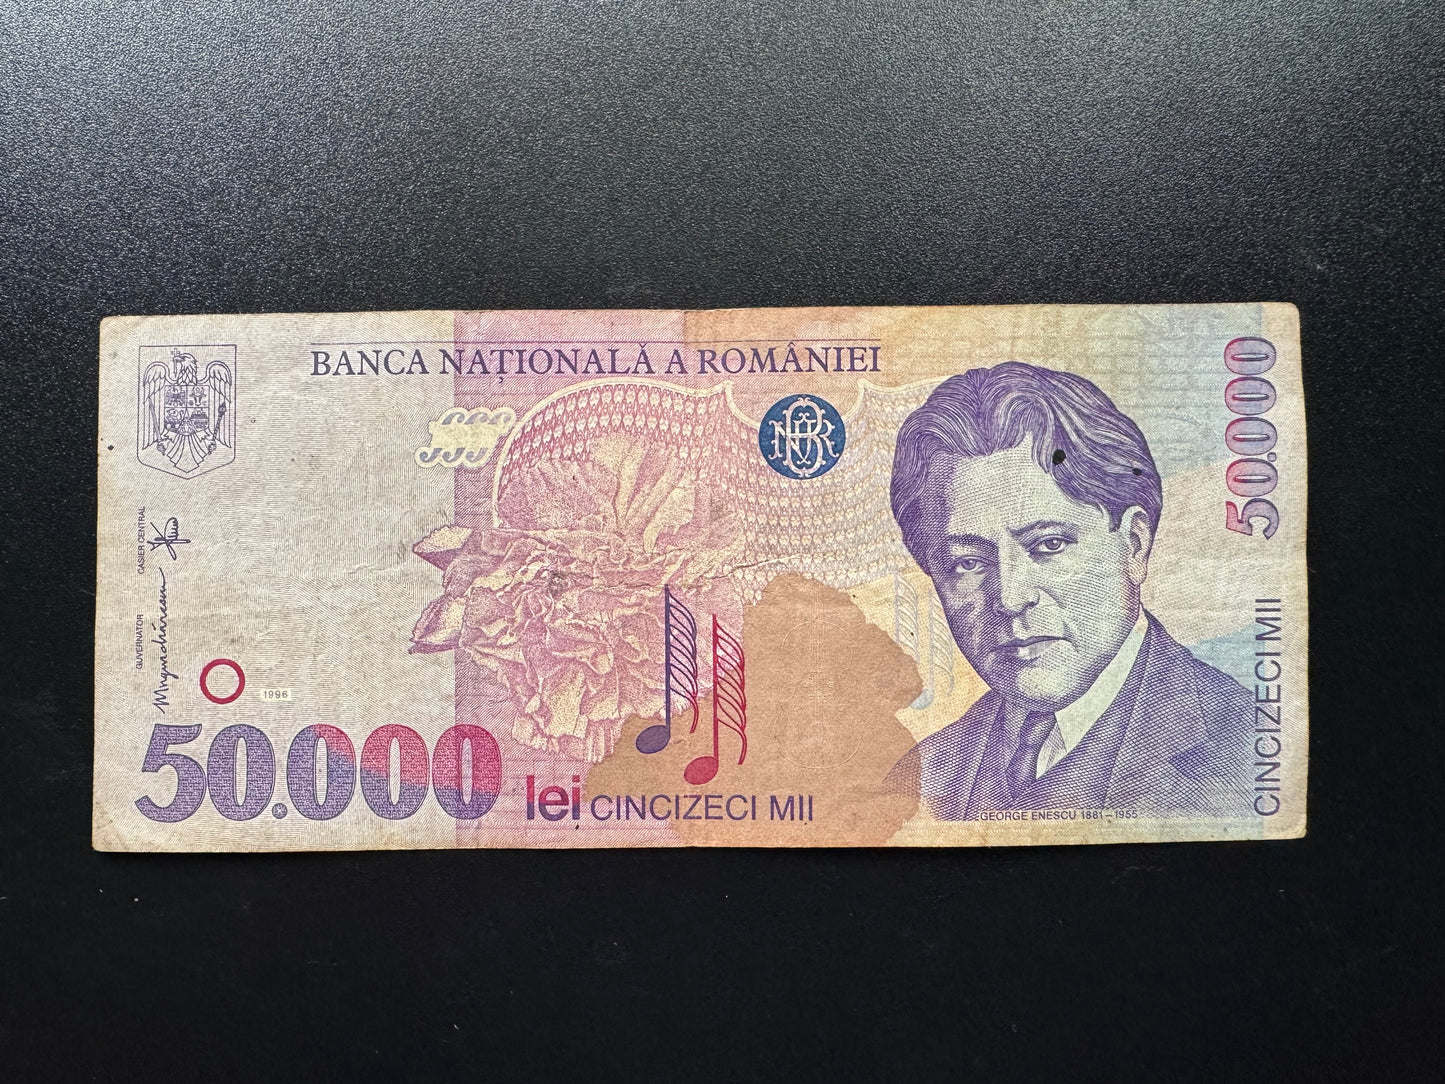 BANCA NAȚIONALĂ A ROMÂNIEI
BNR
CASIER CENTRAL
GUVERNATOR
1996
50.000 lei CINCIZECI MII
GEORGE ENESCU 1881–1955
50.000
CINCIZECI MII